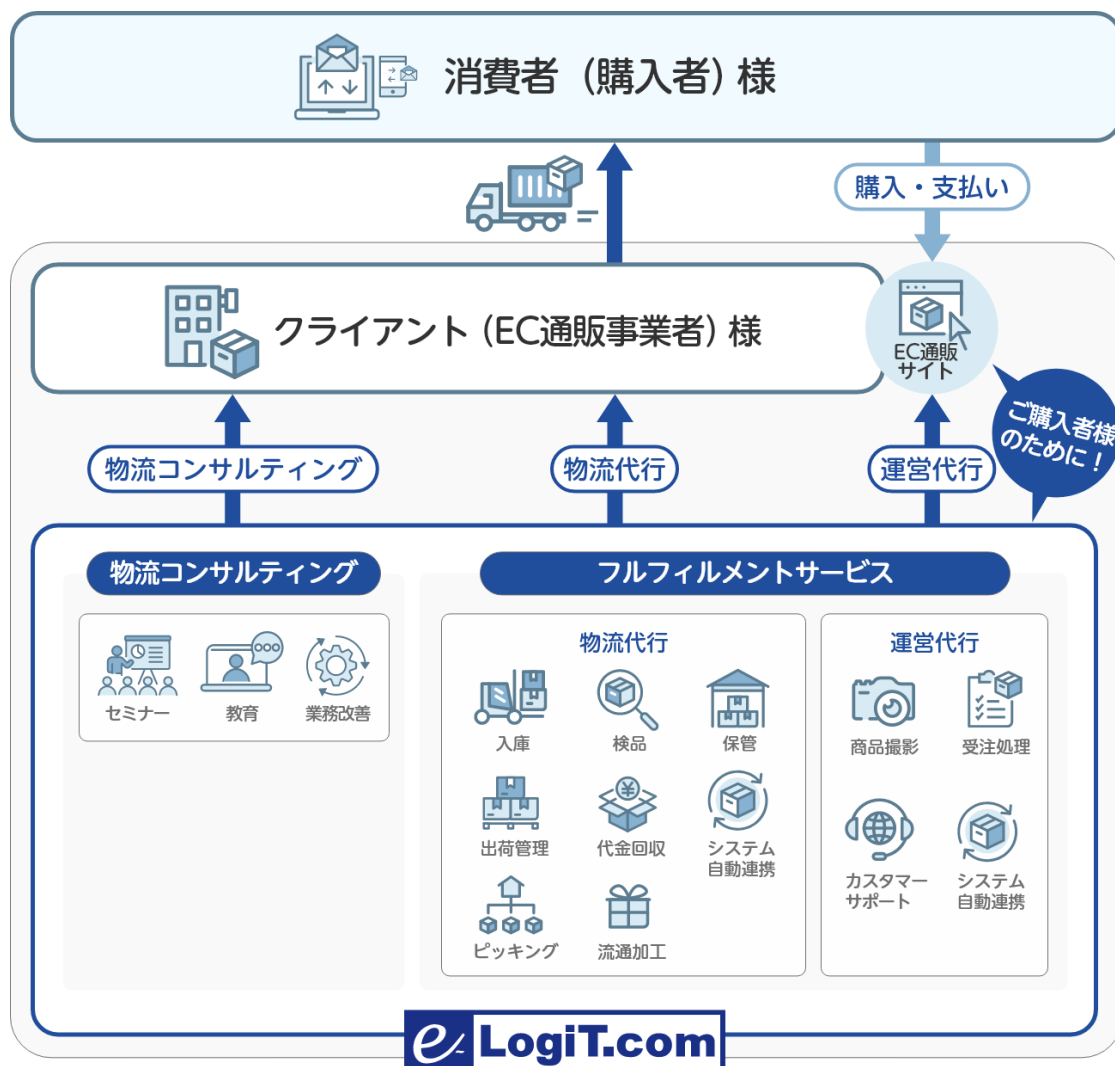 消費者（購入者）様
購入・支払い
クライアント（EC通販事業者）様
EC通販
サイト
ご購入者様
のために！
物流コンサルティング
物流代行
運営代行
物流コンサルティング
フルフィルメントサービス
セミナー
教育
業務改善
物流代行
入庫
検品
保管
出荷管理
代金回収
システム
自動連携
ピッキング
流通加工
運営代行
商品撮影
受注処理
カスタマー
サポート
システム
自動連携
e LogiT.com